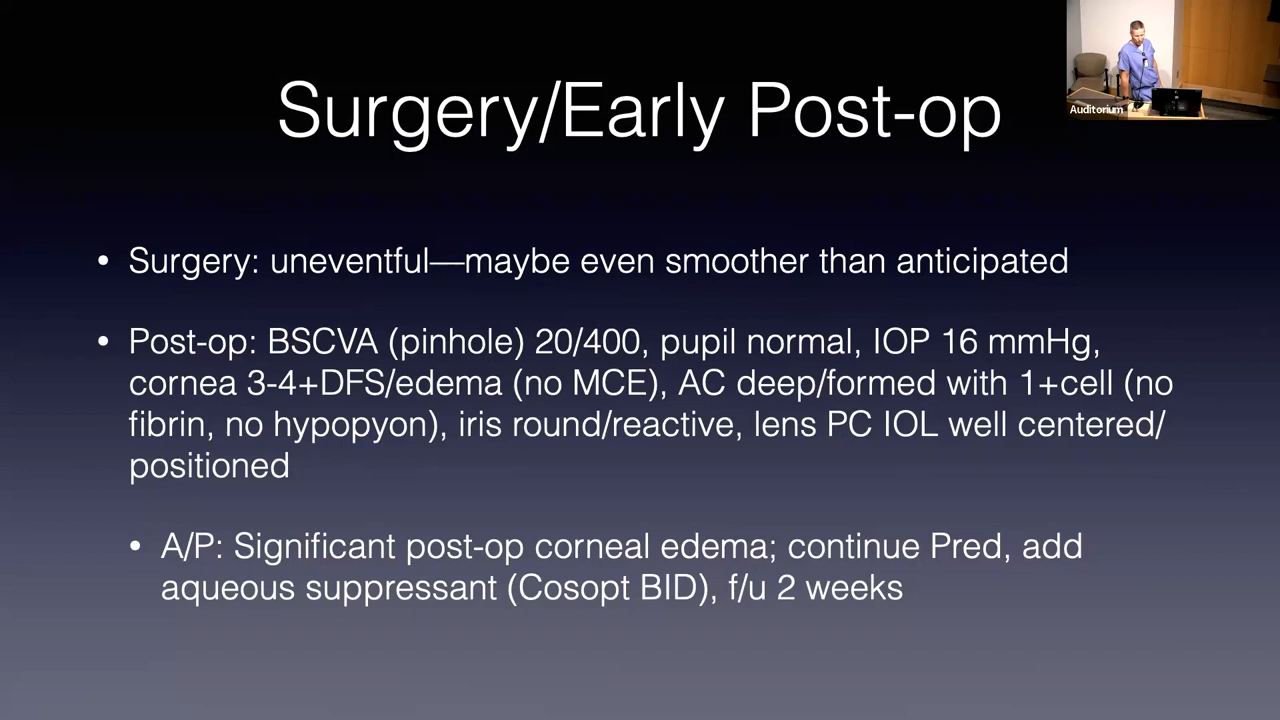 Surgery/Early Post-op
Auditorium
• Surgery: uneventful—maybe even smoother than anticipated
• Post-op: BSCVA (pinhole) 20/400, pupil normal, IOP 16 mmHg,
cornea 3-4+DFS/edema (no MCE), AC deep/formed with 1+cell (no
fibrin, no hypopyon), iris round/reactive, lens PC IOL well centered/
positioned
• A/P: Significant post-op corneal edema; continue Pred, add
aqueous suppressant (Cosopt BID), f/u 2 weeks